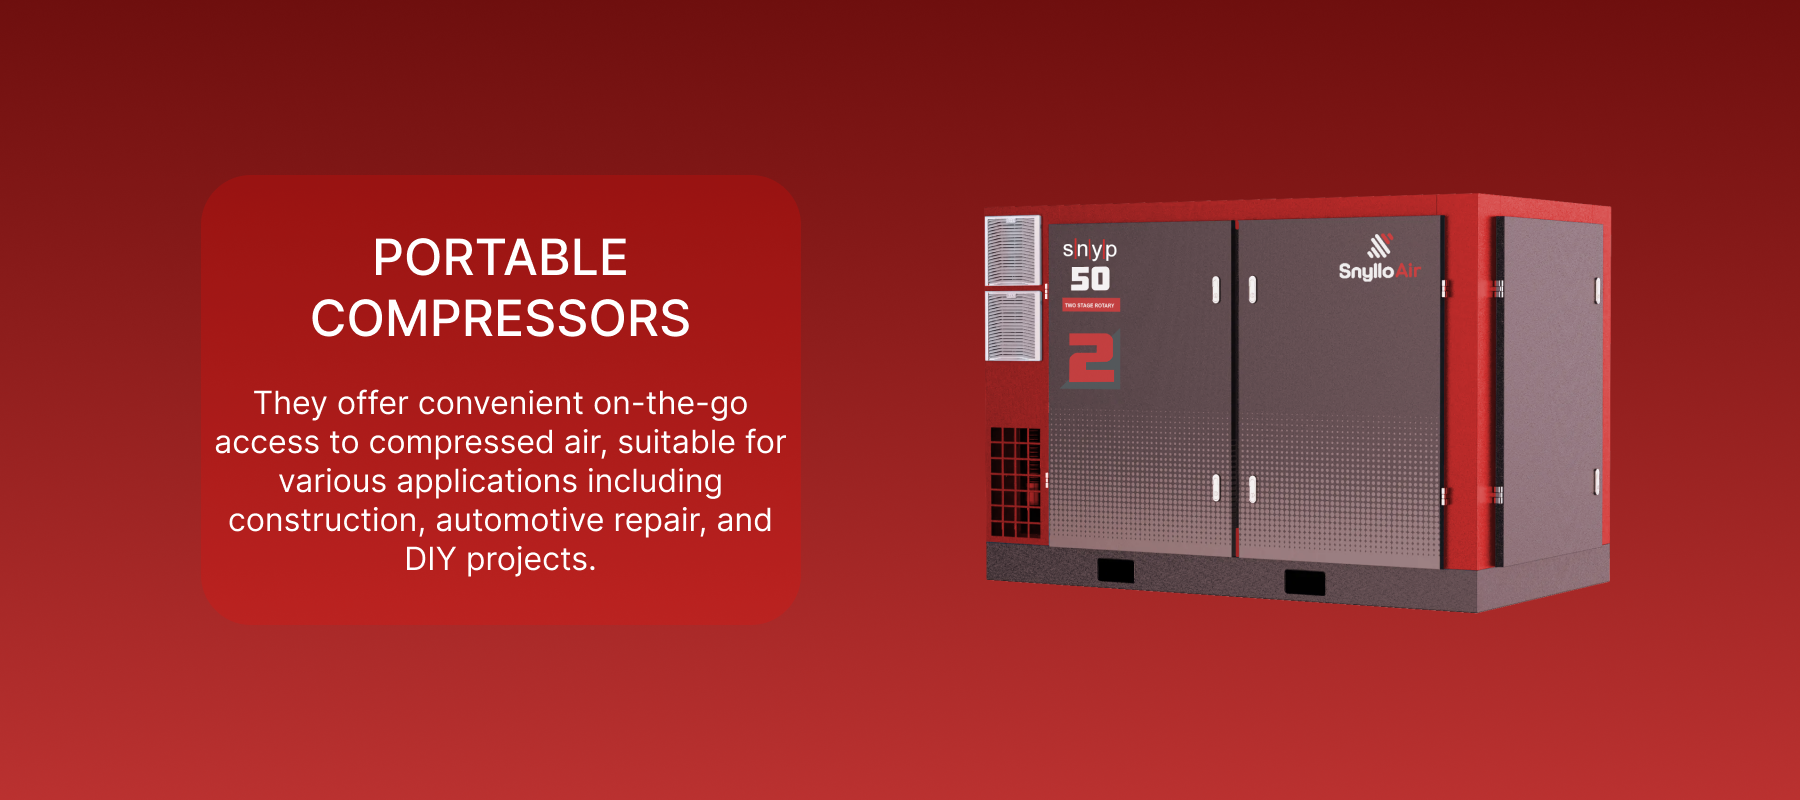 PORTABLE
COMPRESSORS
They offer convenient on-the-go
access to compressed air, suitable for
various applications including
construction, automotive repair, and
DIY projects.
s|n|y|p
50
TWO STAGE ROTARY
2
SnylloAir